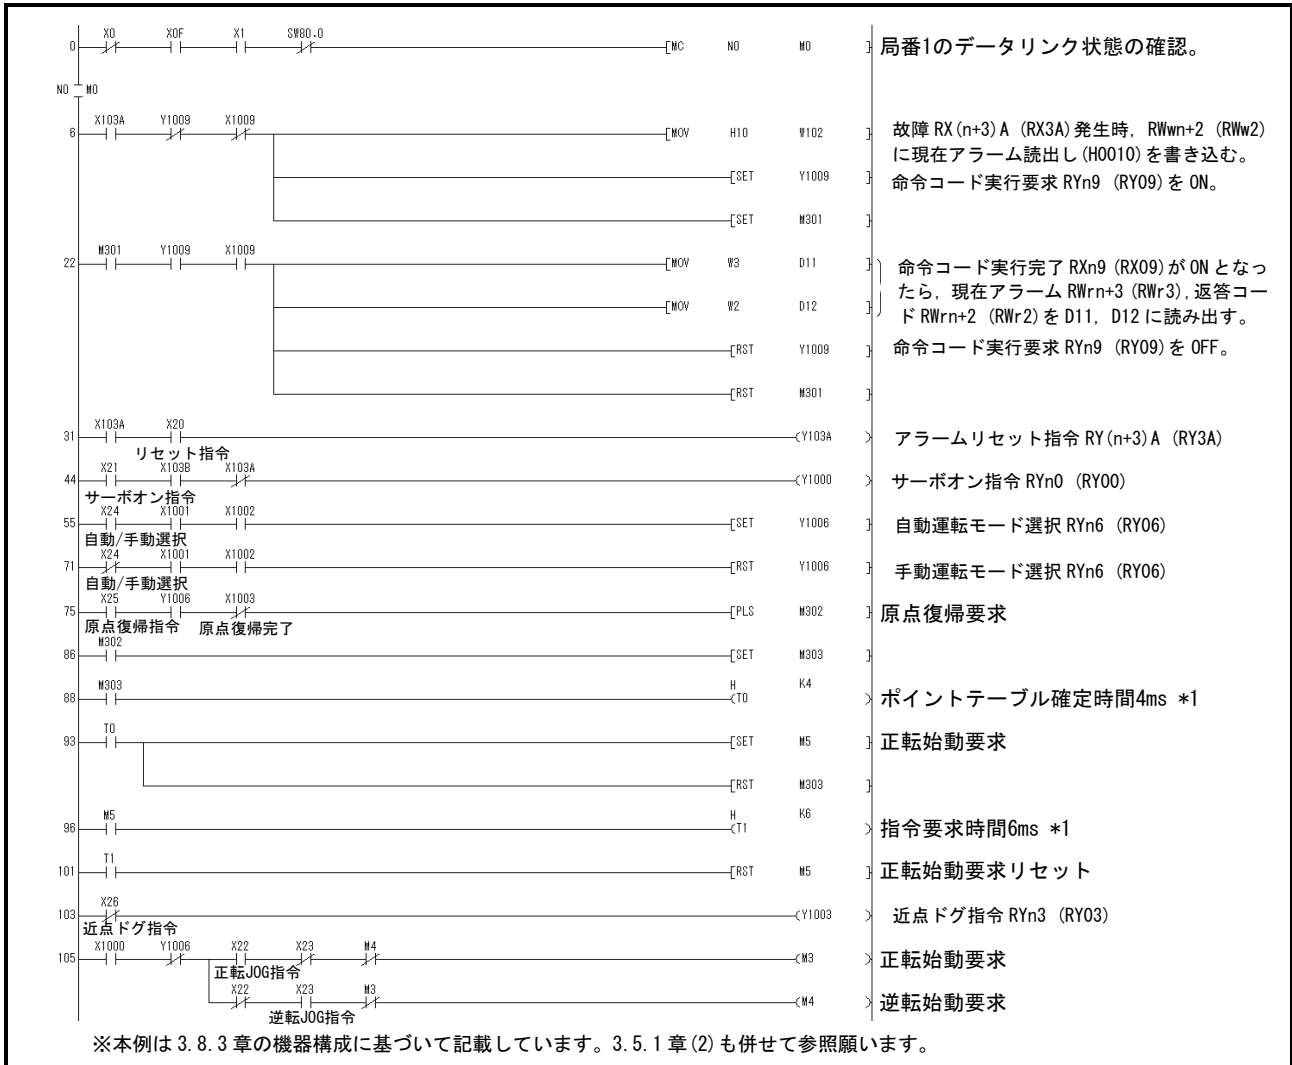 X0 X0F X1 SW80.0
0 [MC N0 M0 ] 局番1のデータリンク状態の確認。
N0 M0
X103A Y1009 X1009
6 [MOV H10 W102 ] 故障 RX(n+3)A (RX3A)発生時, RWwn+2 (RWw2)
に現在アラーム読出し(H0010)を書き込む。
[SET Y1009 ] 命令コード実行要求 RYn9 (RY09)を ON。
[SET M301 ]
M301 Y1009 X1009
22 [MOV W3 D11 ] 命令コード実行完了 RXn9 (RX09)が ON となっ
たら, 現在アラーム RWrn+3 (RWr3), 返答コー
[MOV W2 D12 ] ド RWrn+2 (RWr2)を D11, D12 に読み出す。
[RST Y1009 ] 命令コード実行要求 RYn9 (RY09)を OFF。
[RST M301 ]
X103A X20
31 (Y103A ) アラームリセット指令 RY(n+3)A (RY3A)
リセット指令
X21 X103B X103A
44 (Y1000 ) サーボオン指令 RYn0 (RY00)
サーボオン指令
X24 X1001 X1002
55 [SET Y1006 ] 自動運転モード選択 RYn6 (RY06)
自動/手動選択
X24 X1001 X1002
71 [RST Y1006 ] 手動運転モード選択 RYn6 (RY06)
自動/手動選択
X25 Y1006 X1003
75 [PLS M302 ] 原点復帰要求
原点復帰指令 原点復帰完了
M302
86 [SET M303 ]
M303 H K4
88 (T0 ) ポイントテーブル確定時間4ms *1
T0
93 [SET M5 ] 正転始動要求
[RST M303 ]
M5 H K6
96 (T1 ) 指令要求時間6ms *1
T1
101 [RST M5 ] 正転始動要求リセット
X26
103 (Y1003 ) 近点ドグ指令 RYn3 (RY03)
近点ドグ指令
X1000 Y1006 X22 X23 M4
105 (M3 ) 正転始動要求
正転JOG指令
X22 X23 M3
(M4 ) 逆転始動要求
逆転JOG指令
※本例は 3.8.3 章の機器構成に基づいて記載しています。3.5.1 章(2)も併せて参照願います。